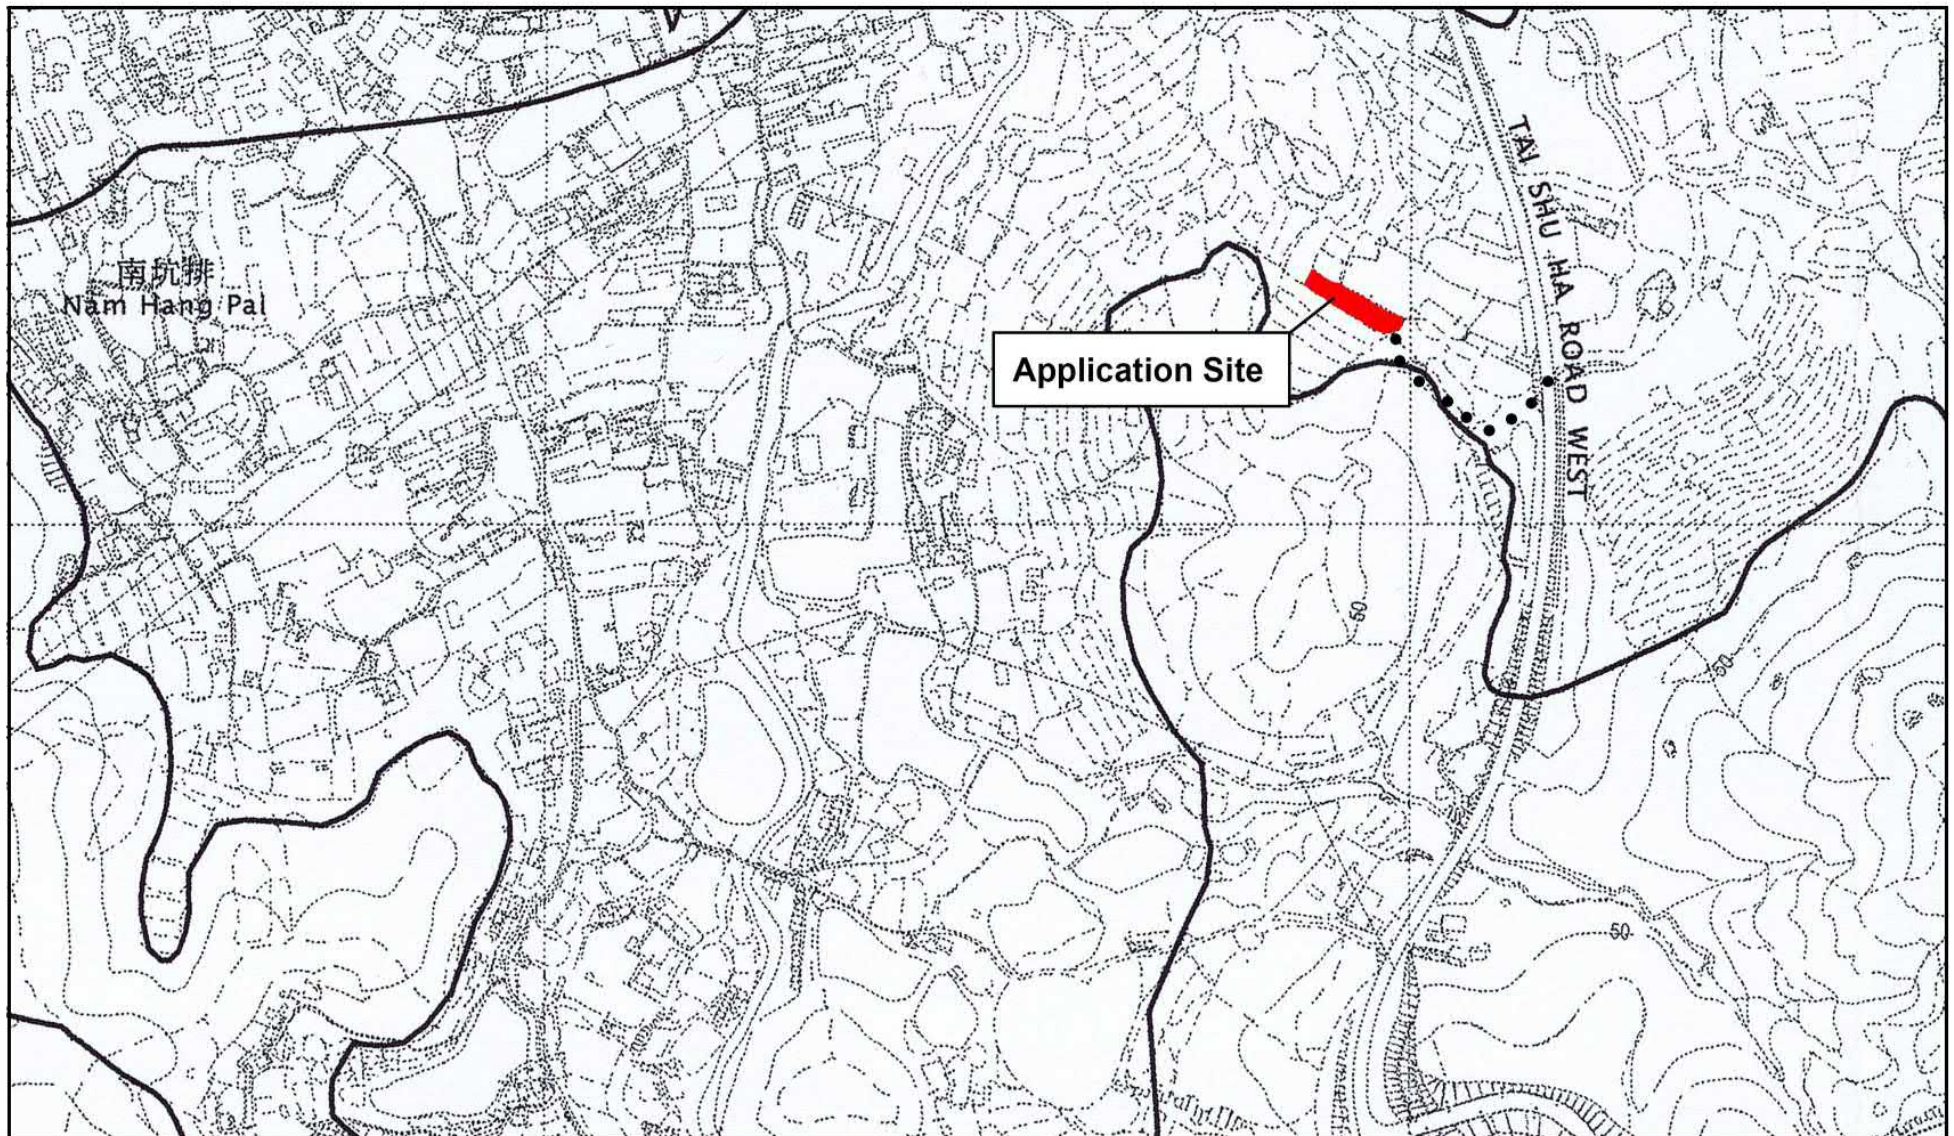 TAI SHU HA ROAD WEST
南坑排
Nam Hang Pai
Application Site
50
50
50